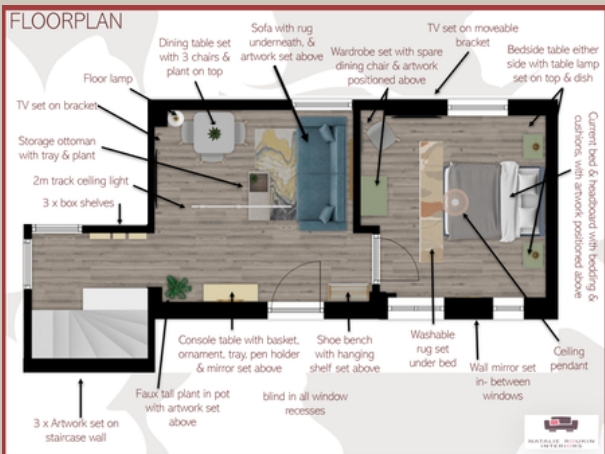 FLOORPLAN
Dining table set
with 3 chairs &
plant on top
Sofa with rug
underneath, &
artwork set above
Wardrobe set with spare
dining chair & artwork
positioned above
TV set on moveable
bracket
Bedside table either
side with table lamp
set on top & dish
Floor lamp
TV set on bracket
Storage ottoman
with tray & plant
2m track ceiling light
3 x box shelves
Current bed & headboard with bedding &
cushions, with artwork positioned above
Console table with basket,
ornament, tray, pen holder
& mirror set above
Shoe bench
with hanging
shelf set above
Washable
rug set
under bed
Ceiling
pendant
Wall mirror set
in- between
windows
Faux tall plant in pot
with artwork set
above
blind in all window
recesses
3 x Artwork set on
staircase wall
NATALIE ROUKIN
INTERIORS